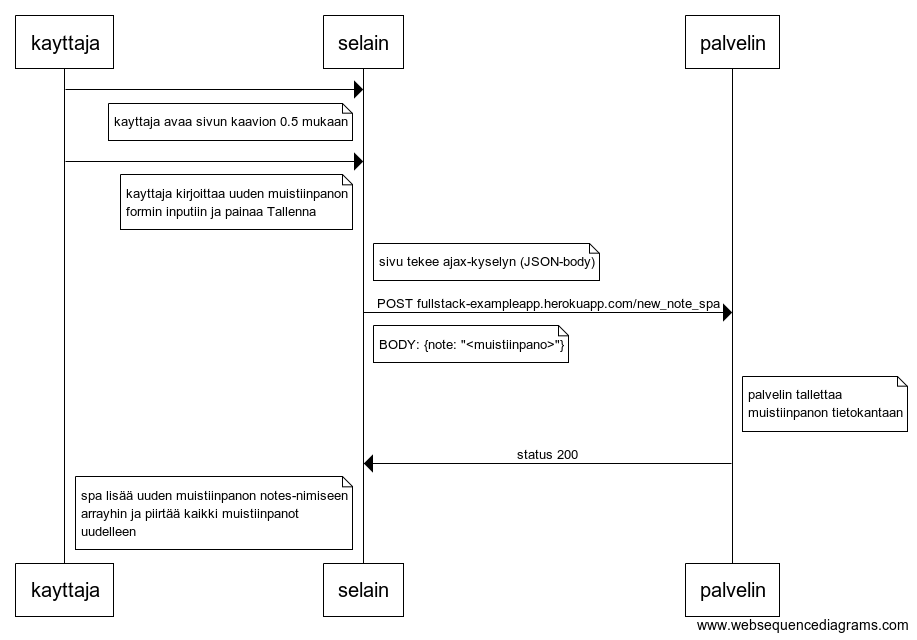 kayttaja
selain
palvelin
kayttaja avaa sivun kaavion 0.5 mukaan
kayttaja kirjoittaa uuden muistiinpanon
formin inputiin ja painaa Tallenna
sivu tekee ajax-kyselyn (JSON-body)
POST fullstack-exampleapp.herokuapp.com/new_note_spa
BODY: {note: "<muistiinpano>"}
palvelin tallettaa
muistiinpanon tietokantaan
status 200
spa lisää uuden muistiinpanon notes-nimiseen
arrayhin ja piirtää kaikki muistiinpanot
uudelleen
kayttaja
selain
palvelin
www.websequencediagrams.com